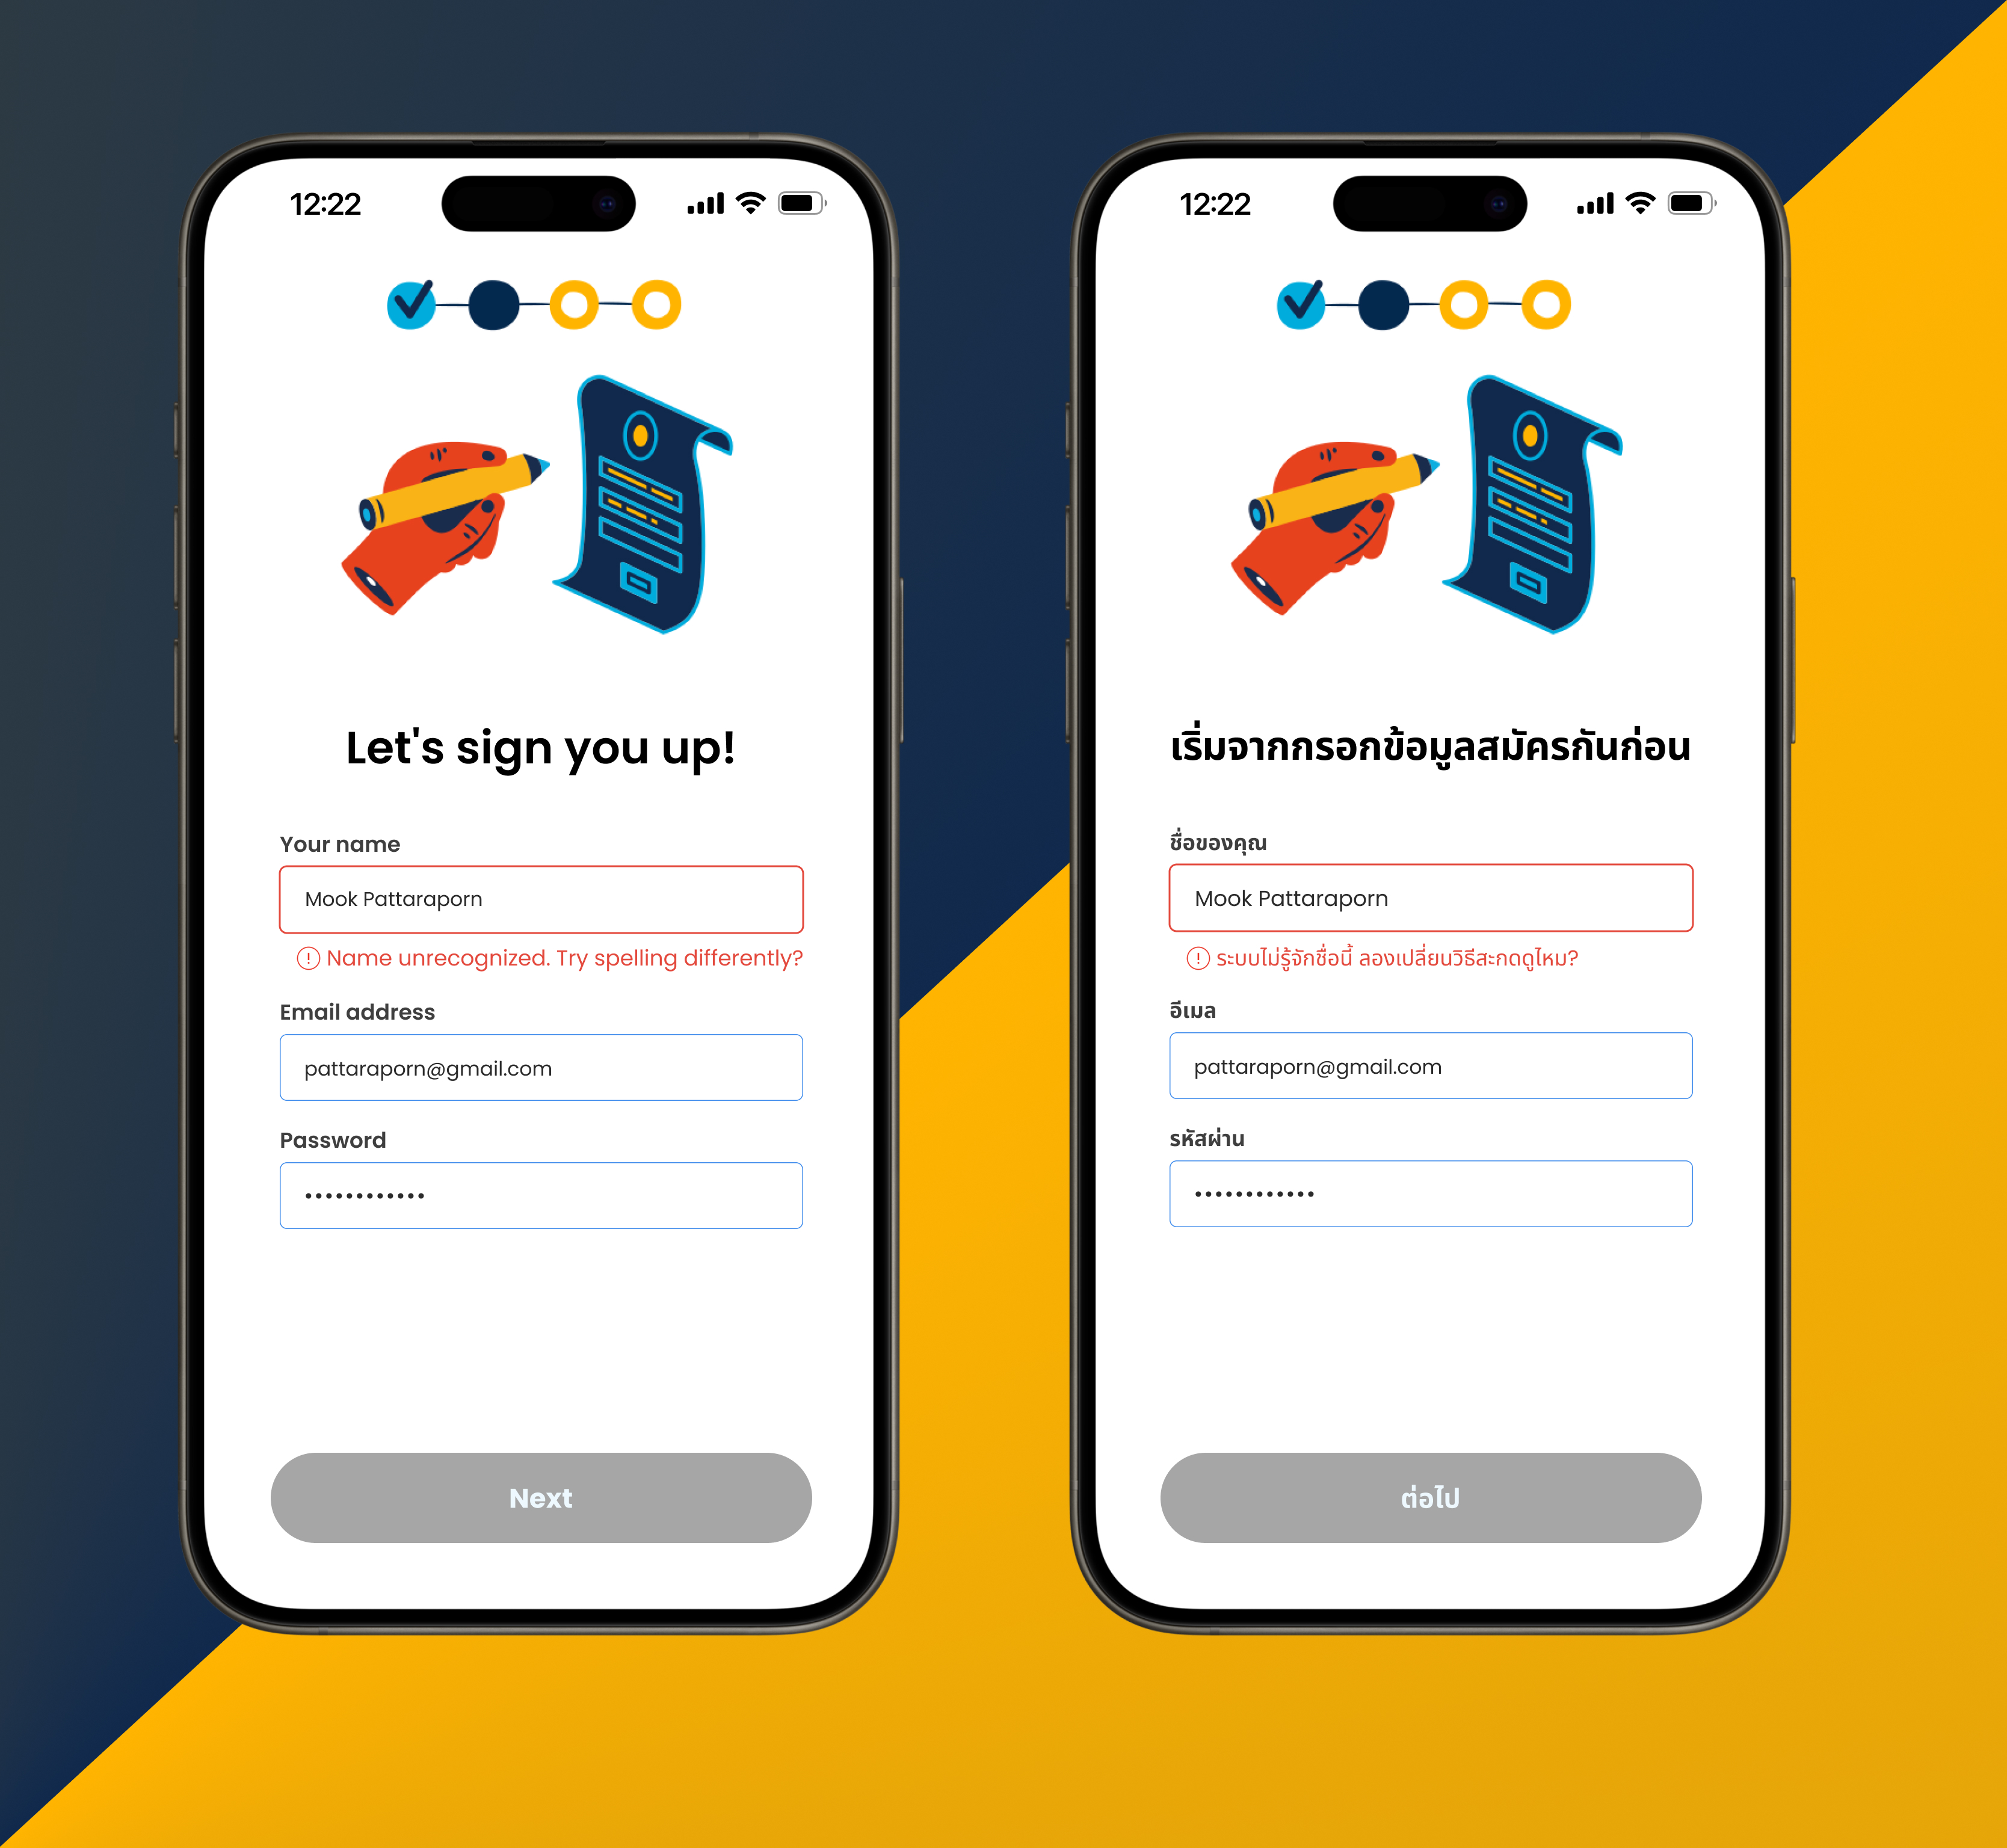 12:22
Let's sign you up!
Your name
Mook Pattaraporn
Name unrecognized. Try spelling differently?
Email address
pattaraporn@gmail.com
Password
••••••••••••
Next
12:22
เริ่มจากกรอกข้อมูลสมัครกันก่อน
ชื่อของคุณ
Mook Pattaraporn
ระบบไม่รู้จักชื่อนี้ ลองเปลี่ยนวิธีสะกดดูไหม?
อีเมล
pattaraporn@gmail.com
รหัสผ่าน
••••••••••••
ต่อไป